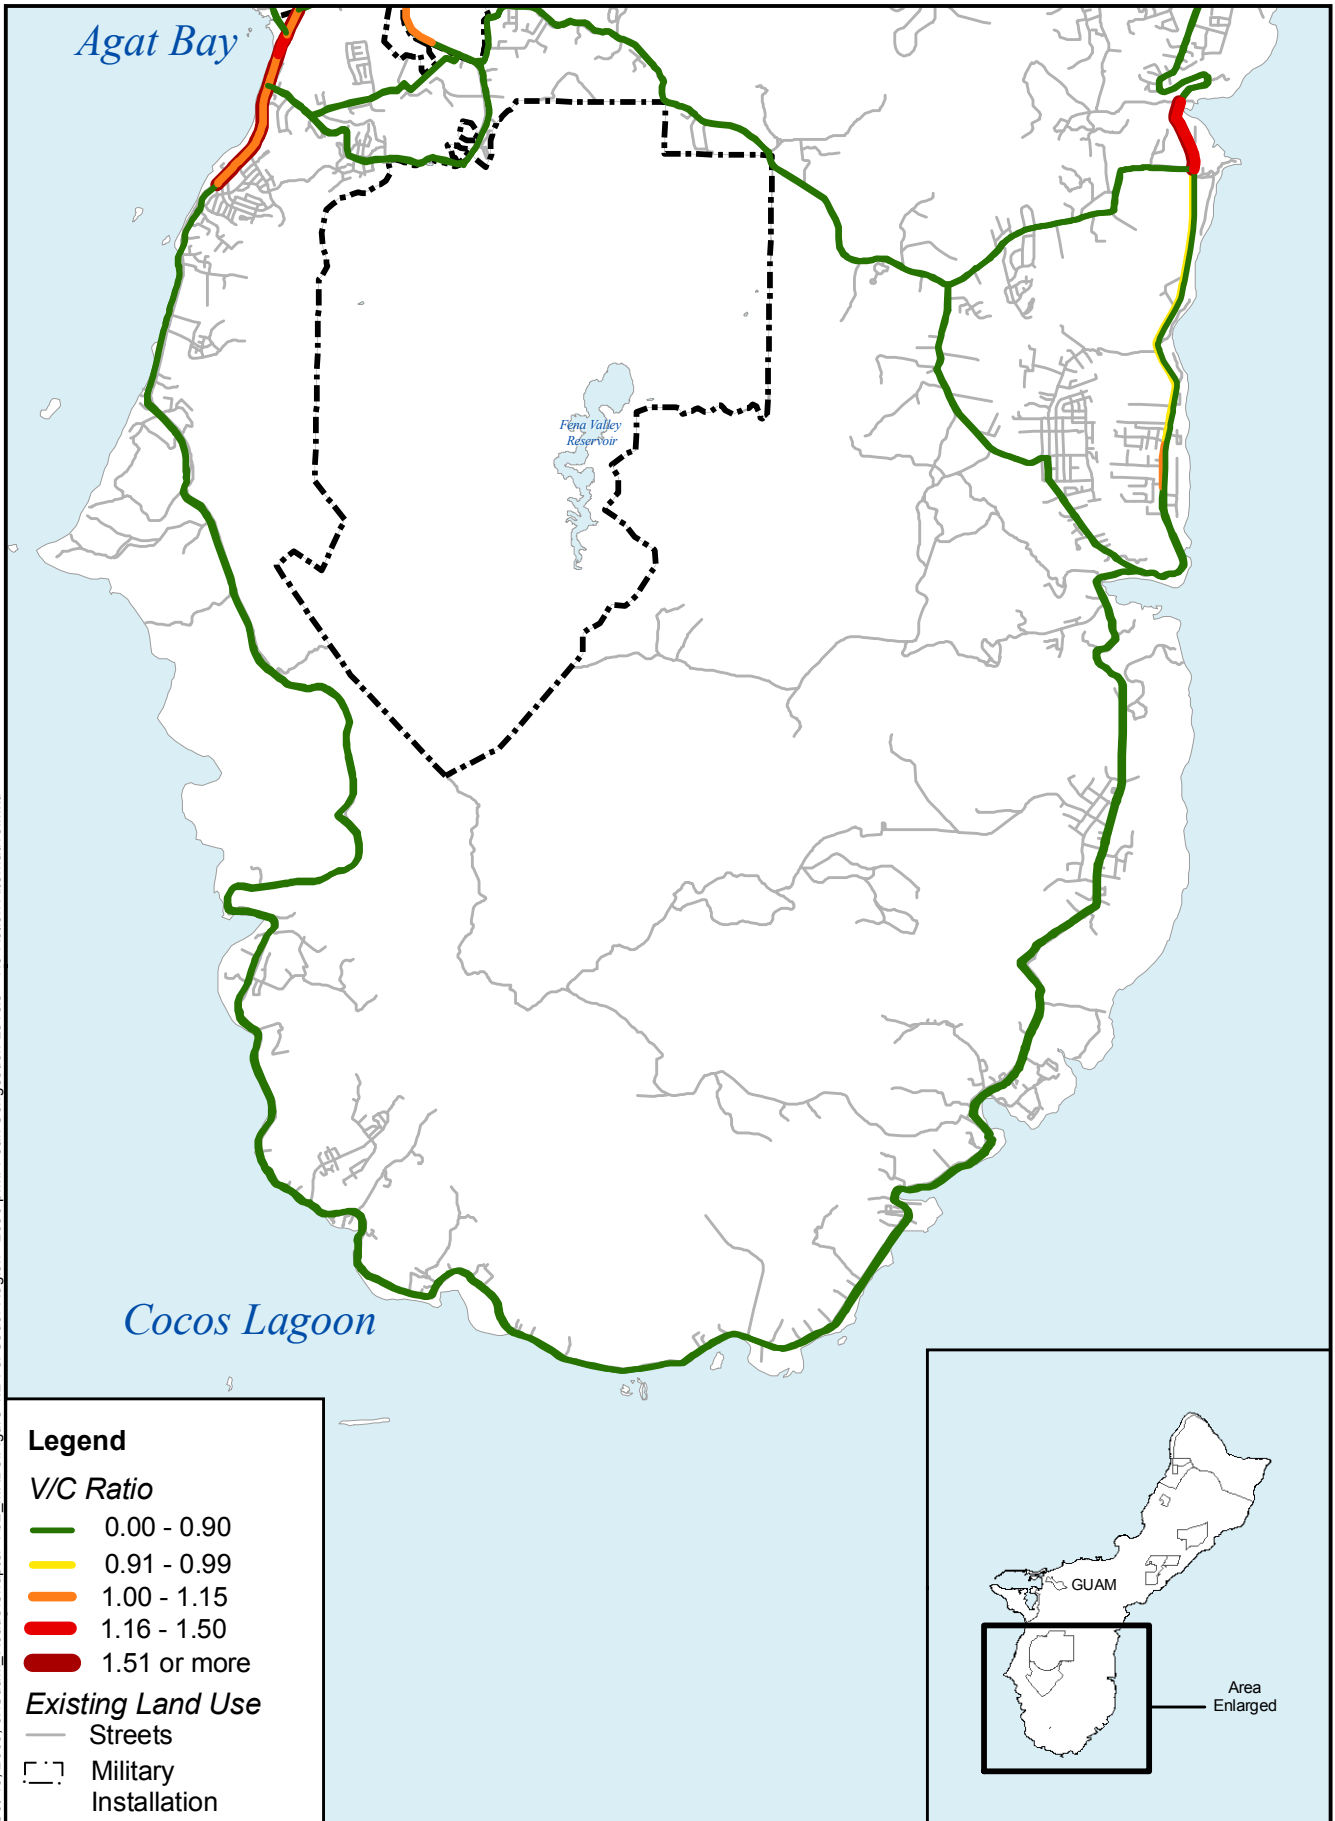 Agat Bay
Fena Valley
Reservoir
Cocos Lagoon
Legend
V/C Ratio
0.00 - 0.90
0.91 - 0.99
1.00 - 1.15
1.16 - 1.50
1.51 or more
Existing Land Use
Streets
Military
Installation
GUAM
Area
Enlarged